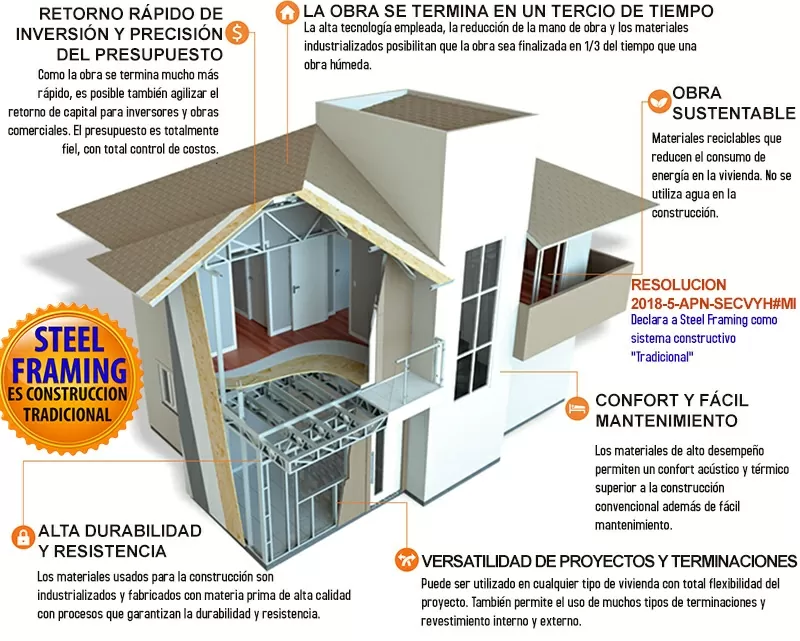 RETORNO RÁPIDO DE
INVERSIÓN Y PRECISIÓN
DEL PRESUPUESTO
Como la obra se termina mucho más
rápido, es posible también agilizar el
retorno de capital para inversores y obras
comerciales. El presupuesto es totalmente
fiel, con total control de costos.
LA OBRA SE TERMINA EN UN TERCIO DE TIEMPO
La alta tecnología empleada, la reducción de la mano de obra y los materiales
industrializados posibilitan que la obra sea finalizada en 1/3 del tiempo que una
obra húmeda.
OBRA
SUSTENTABLE
Materiales reciclables que
reducen el consumo de
energía en la vivienda. No se
utiliza agua en la
construcción.
RESOLUCION
2018-5-APN-SECVYH#MI
Declara a Steel Framing como
sistema constructivo
"Tradicional"
STEEL
FRAMING
ES CONSTRUCCION
TRADICIONAL
CONFORT Y FÁCIL
MANTENIMIENTO
Los materiales de alto desempeño
permiten un confort acústico y térmico
superior a la construcción
convencional además de fácil
mantenimiento.
ALTA DURABILIDAD
Y RESISTENCIA
Los materiales usados para la construcción son
industrializados y fabricados con materia prima de alta calidad
con procesos que garantizan la durabilidad y resistencia.
VERSATILIDAD DE PROYECTOS Y TERMINACIONES
Puede ser utilizado en cualquier tipo de vivienda con total flexibilidad del
proyecto. También permite el uso de muchos tipos de terminaciones y
revestimiento interno y externo.